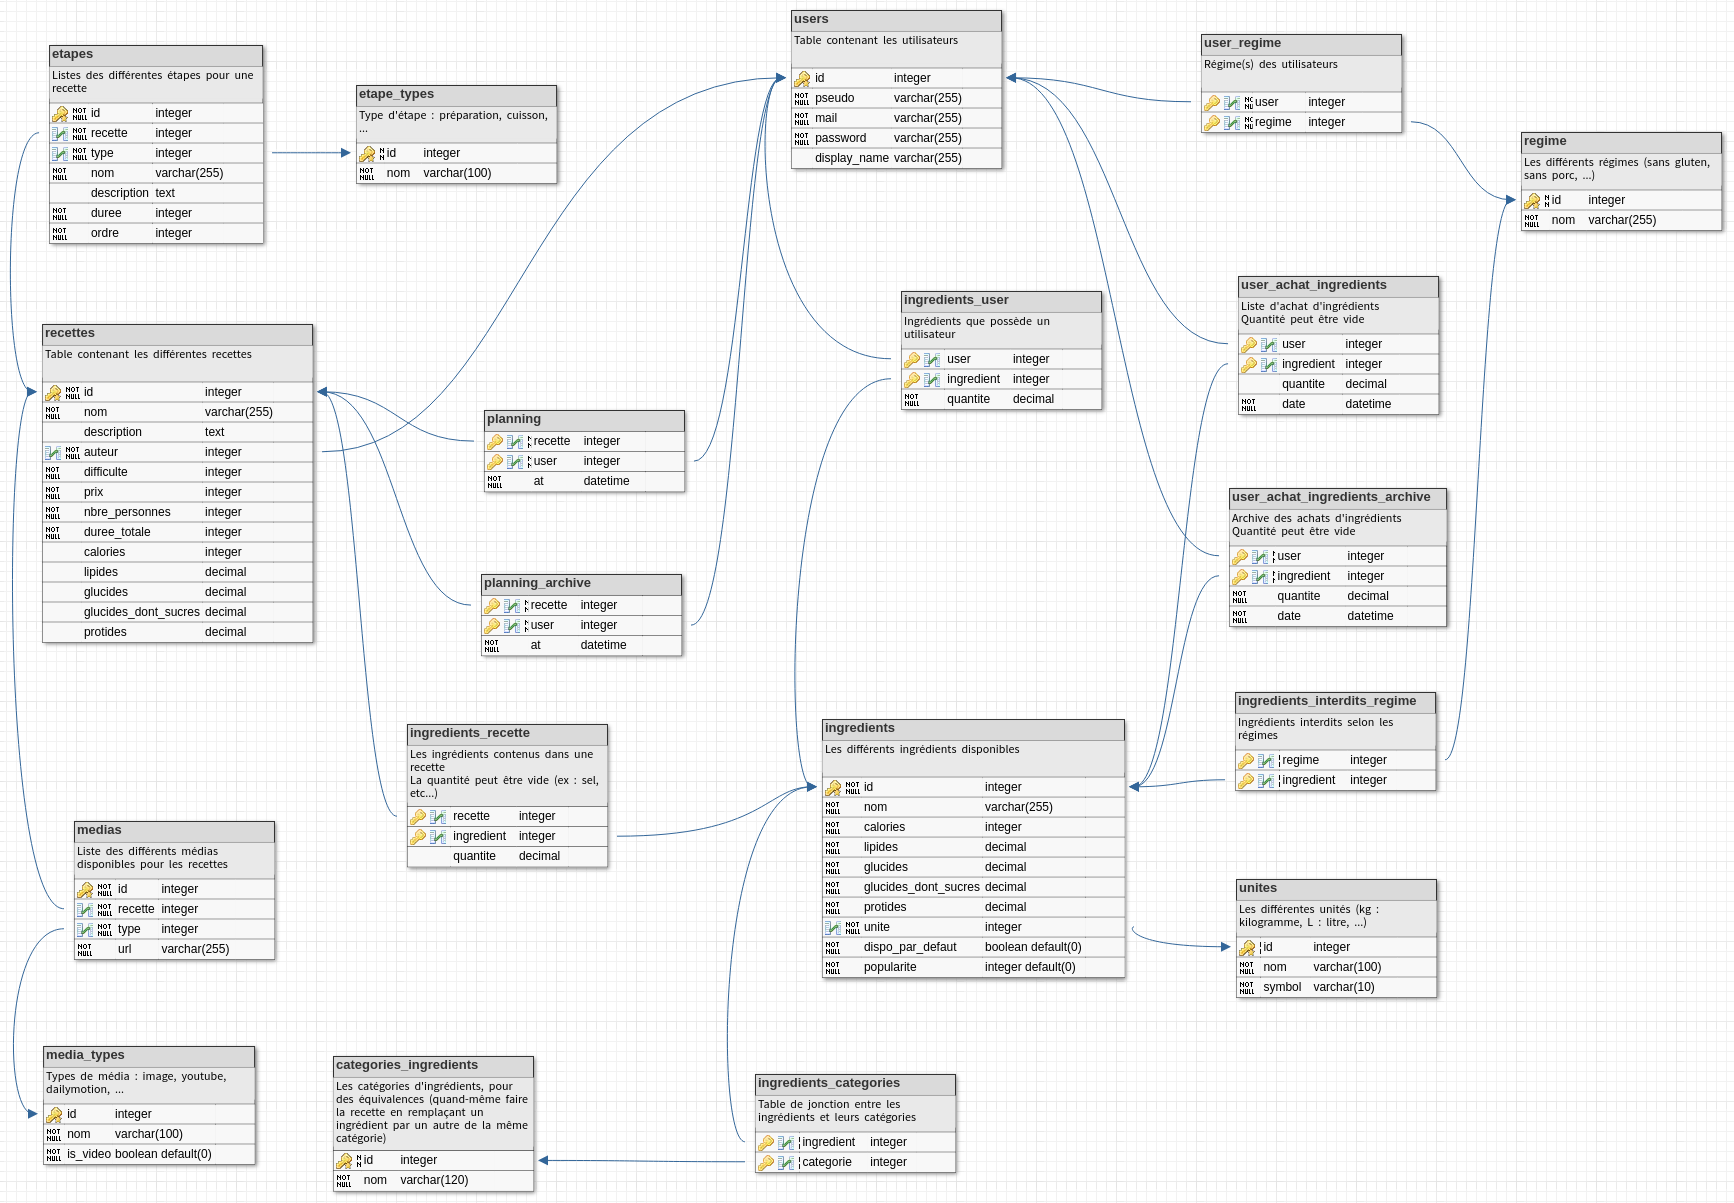 etapes
Listes des différentes étapes pour une
recette
NOT NULL id integer
NOT NULL recette integer
NOT NULL type integer
NOT NULL nom varchar(255)
description text
NOT NULL duree integer
NOT NULL ordre integer
etape_types
Type d'étape : préparation, cuisson,
...
id integer
NOT NULL nom varchar(100)
users
Table contenant les utilisateurs
id integer
NOT NULL pseudo varchar(255)
NOT NULL mail varchar(255)
NOT NULL password varchar(255)
display_name varchar(255)
user_regime
Régime(s) des utilisateurs
user integer
regime integer
regime
Les différents régimes (sans gluten,
sans porc, ...)
id integer
NOT NULL nom varchar(255)
recettes
Table contenant les différentes recettes
NOT NULL id integer
NOT NULL nom varchar(255)
description text
NOT NULL auteur integer
NOT NULL difficulte integer
NOT NULL prix integer
NOT NULL nbre_personnes integer
NOT NULL duree_totale integer
calories integer
lipides decimal
glucides decimal
glucides_dont_sucres decimal
protides decimal
planning
recette integer
user integer
NOT NULL at datetime
planning_archive
recette integer
user integer
NOT NULL at datetime
ingredients_user
Ingrédients que possède un
utilisateur
user integer
ingredient integer
NOT NULL quantite decimal
user_achat_ingredients
Liste d'achat d'ingrédients
Quantité peut être vide
user integer
ingredient integer
quantite decimal
NOT NULL date datetime
user_achat_ingredients_archive
Archive des achats d'ingrédients
Quantité peut être vide
user integer
ingredient integer
NOT NULL quantite decimal
NOT NULL date datetime
ingredients_interdits_regime
Ingrédients interdits selon les
régimes
regime integer
ingredient integer
ingredients_recette
Les ingrédients contenus dans une
recette
La quantité peut être vide (ex : sel,
etc...)
recette integer
ingredient integer
quantite decimal
ingredients
Les différents ingrédients disponibles
NOT NULL id integer
NOT NULL nom varchar(255)
NOT NULL calories integer
NOT NULL lipides decimal
NOT NULL glucides decimal
NOT NULL glucides_dont_sucres decimal
NOT NULL protides decimal
NOT NULL unite integer
NOT NULL dispo_par_defaut boolean default(0)
NOT NULL popularite integer default(0)
unites
Les différentes unités (kg :
kilogramme, L : litre, ...)
id integer
NOT NULL nom varchar(100)
NOT NULL symbol varchar(10)
medias
Liste des différents médias
disponibles pour les recettes
NOT NULL id integer
NOT NULL recette integer
NOT NULL type integer
NOT NULL url varchar(255)
media_types
Types de média : image, youtube,
dailymotion, ...
id integer
NOT NULL nom varchar(100)
NOT NULL is_video boolean default(0)
categories_ingredients
Les catégories d'ingrédients, pour
des équivalences (quand-même faire
la recette en remplaçant un
ingrédient par un autre de la même
catégorie)
id integer
NOT NULL nom varchar(120)
ingredients_categories
Table de jonction entre les
ingrédients et leurs catégories
ingredient integer
categorie integer